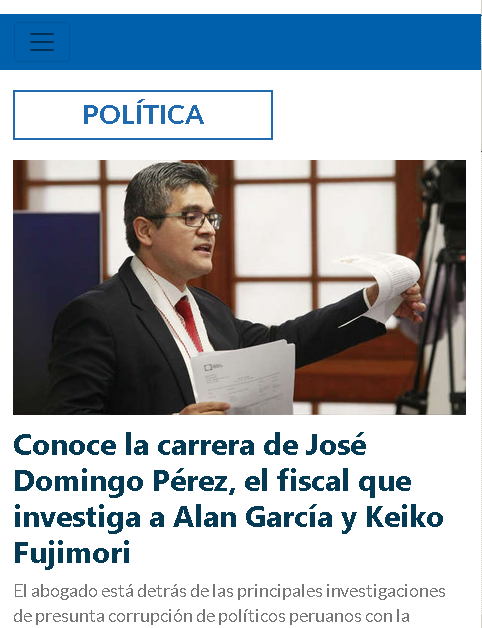 POLÍTICA
Conoce la carrera de José
Domingo Pérez, el fiscal que
investiga a Alan García y Keiko
Fujimori
El abogado está detrás de las principales investigaciones
de presunta corrupción de políticos peruanos con la